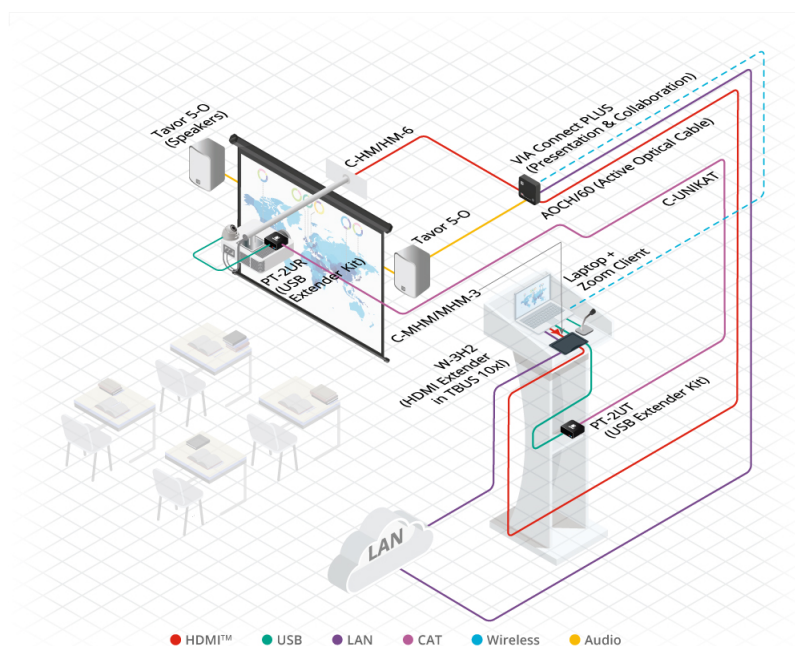 Tavor 5-O
(Speakers)
C-HM/HM-6
VIA Connect PLUS
(Presentation & Collaboration)
AOCH/60 (Active Optical Cable)
C-UNIKAT
Tavor 5-O
PT-2UR
(USB
Extender Kit)
C-MHM/MHM-3
Laptop +
Zoom Client
W-3H2
(HDMI Extender
in TBUS 10xl)
PT-2UT
(USB Extender Kit)
LAN
HDMI™
USB
LAN
CAT
Wireless
Audio